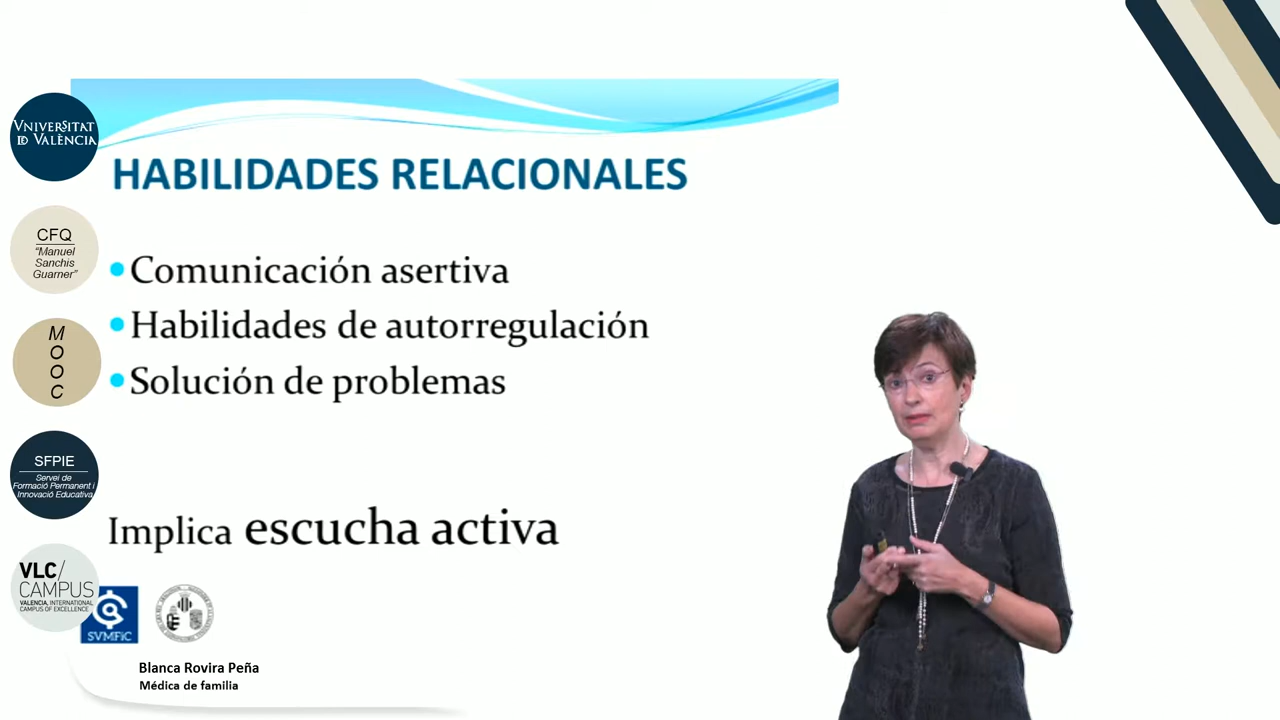 VNIVERSITAT
ID VALÈNCIA
CFQ
"Manuel
Sanchis
Guarner"
M
O
O
C
SFPIE
Servei de
Formació Permanent i
Innovació Educativa
VLC/
CAMPUS
VALENCIA, INTERNATIONAL
CAMPUS OF EXCELLENCE
HABILIDADES RELACIONALES
•Comunicación asertiva
•Habilidades de autorregulación
•Solución de problemas
Implica escucha activa
SVMFiC
Blanca Rovira Peña
Médica de familia